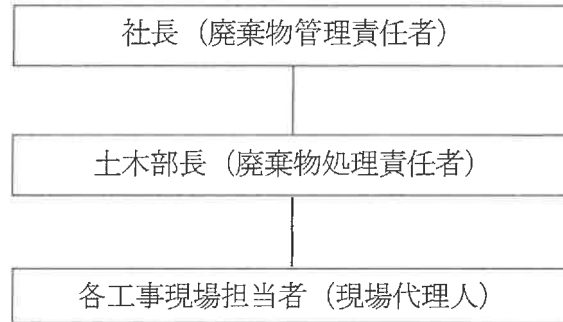 社長（廃棄物管理責任者）
土木部長（廃棄物処理責任者）
各工事現場担当者（現場代理人）